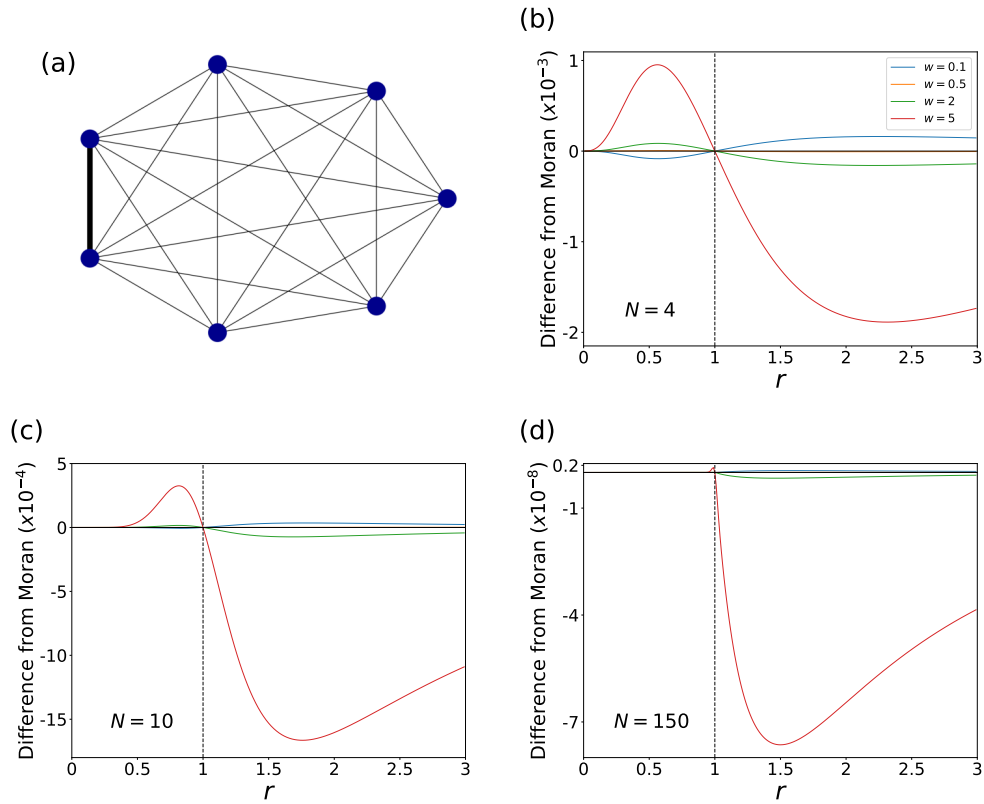 (a)
(b)
Difference from Moran (x10⁻³)
1
0
-1
-2
w = 0.1
w = 0.5
w = 2
w = 5
N = 4
0 0.5 1 1.5 2 2.5 3
r
(c)
Difference from Moran (x10⁻⁴)
5
0
-5
-10
-15
N = 10
0 0.5 1 1.5 2 2.5 3
r
(d)
Difference from Moran (x10⁻⁸)
0.2
-1
-4
-7
N = 150
0 0.5 1 1.5 2 2.5 3
r